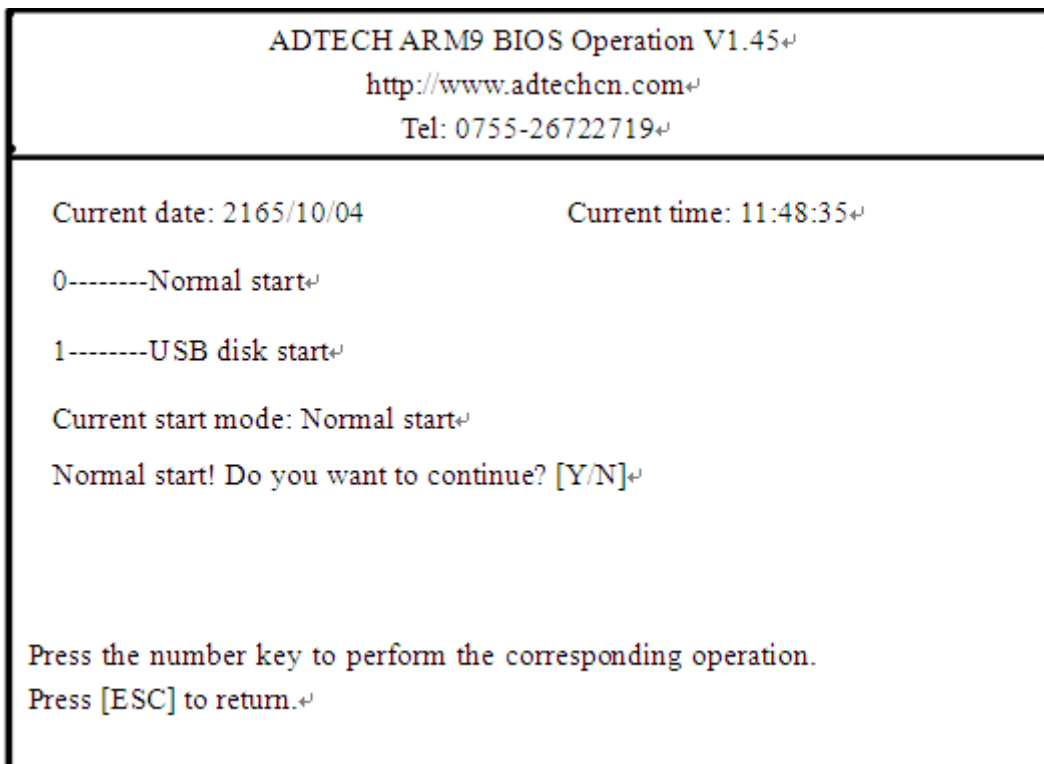 ADTECH ARM9 BIOS Operation V1.45↵
http://www.adtechcn.com↵
Tel: 0755-26722719↵
Current date: 2165/10/04 Current time: 11:48:35↵
0--------Normal start↵
1--------USB disk start↵
Current start mode: Normal start↵
Normal start! Do you want to continue? [Y/N]↵
Press the number key to perform the corresponding operation.
Press [ESC] to return.↵